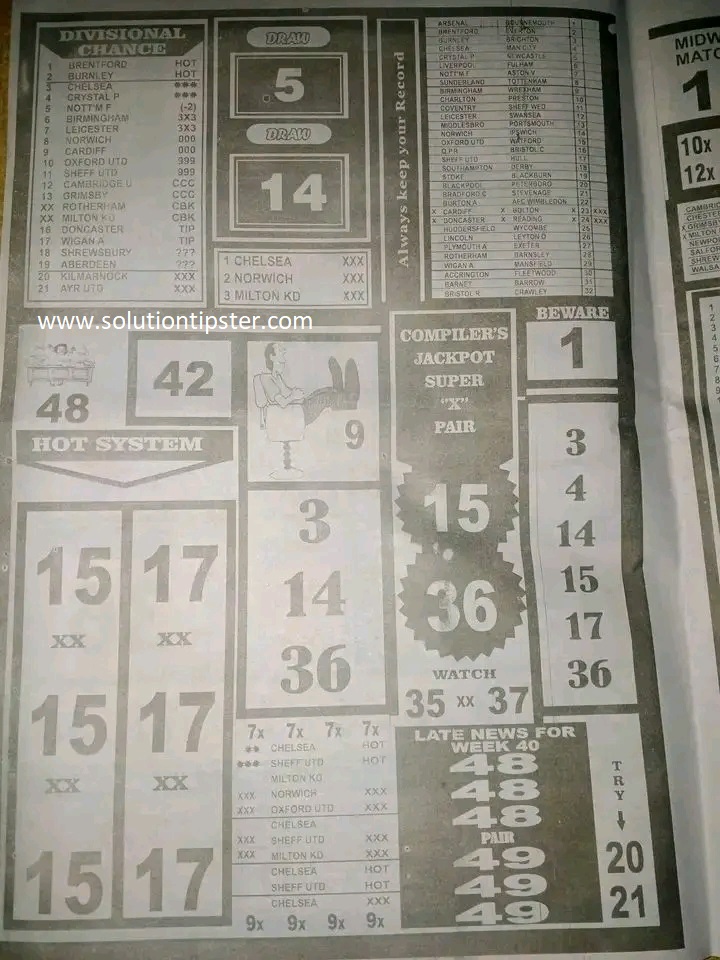 DIVISIONAL
CHANCE
1 BRENTFORD HOT
2 BURNLEY HOT
3 CHELSEA ***
4 CRYSTAL P ***
5 NOTT'M F (-2)
6 BIRMINGHAM 3X3
7 LEICESTER 3X3
8 NORWICH 000
9 CARDIFF 000
10 OXFORD UTD 999
11 SHEFF UTD 999
12 CAMBRIDGE U CCC
13 GRIMSBY CCC
XX ROTHERHAM CBK
XX MILTON KD CBK
16 DONCASTER TIP
17 WIGAN A TIP
18 SHREWSBURY ???
19 ABERDEEN ???
20 KILMARNOCK XXX
21 AYR UTD XXX
DRAW
5
DRAW
14
1 CHELSEA XXX
2 NORWICH XXX
3 MILTON KD XXX
Always keep your Record
ARSENAL BOURNEMOUTH 1
BRENTFORD EVERTON 2
BURNLEY BRIGHTON 3
CHELSEA MAN CITY 4
CRYSTAL P NEWCASTLE 5
LIVERPOOL FULHAM 6
NOTT'M F ASTON V 7
SUNDERLAND TOTTENHAM 8
BIRMINGHAM WREXHAM 9
CHARLTON PRESTON 10
COVENTRY SHEFF WED 11
LEICESTER SWANSEA 12
MIDDLESBRO PORTSMOUTH 13
NORWICH IPSWICH 14
OXFORD UTD WATFORD 15
Q.P.R BRISTOL C 16
SHEFF UTD HULL 17
SOUTHAMPTON DERBY 18
STOKE BLACKBURN 19
BLACKPOOL PETERBORO 20
BRADFORD C STEVENAGE 21
BURTON A AFC WIMBLEDON 22
X CARDIFF X BOLTON X 23 XXX
X DONCASTER X READING X 24 XXX
HUDDERSFIELD WYCOMBE 25
LINCOLN LEYTON O 26
PLYMOUTH A EXETER 27
ROTHERHAM BARNSLEY 28
WIGAN A MANSFIELD 29
ACCRINGTON FLEETWOOD 30
BARNET BARROW 31
BRISTOL R CRAWLEY 32
www.solutiontipster.com
48
42
9
HOT SYSTEM
15 17
XX XX
15 17
XX XX
15 17
3
14
36
COMPILER'S
JACKPOT
SUPER
"X"
PAIR
15
36
WATCH
35 XX 37
BEWARE
1
3
4
14
15
17
36
7x 7x 7x 7x
** CHELSEA HOT
*** SHEFF UTD HOT
MILTON KD
XXX NORWICH XXX
XXX OXFORD UTD XXX
CHELSEA
XXX SHEFF UTD XXX
XXX MILTON KD XXX
CHELSEA HOT
SHEFF UTD HOT
CHELSEA XXX
9x 9x 9x 9x
LATE NEWS FOR
WEEK 40
48
48
48
PAIR
49
49
49
TRY
20
21
MIDW
MATC
1
10x
12x